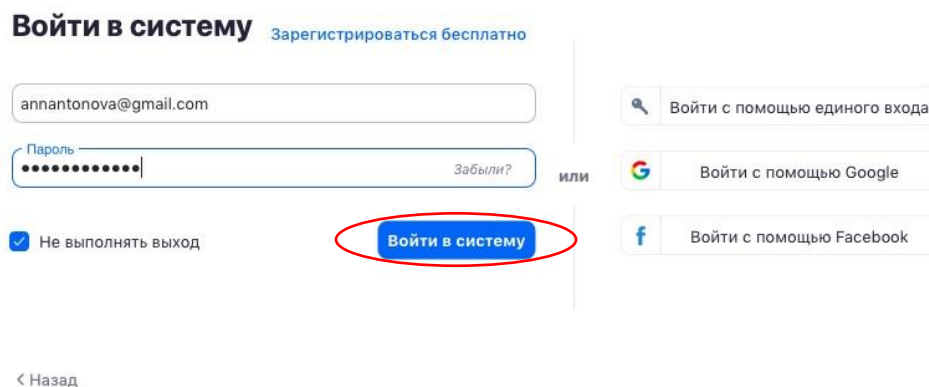 Войти в систему Зарегистрироваться бесплатно
annantonova@gmail.com
Пароль
●●●●●●●●●●●● Забыли?
Не выполнять выход
Войти в систему
или
Войти с помощью единого входа
Войти с помощью Google
Войти с помощью Facebook
< Назад